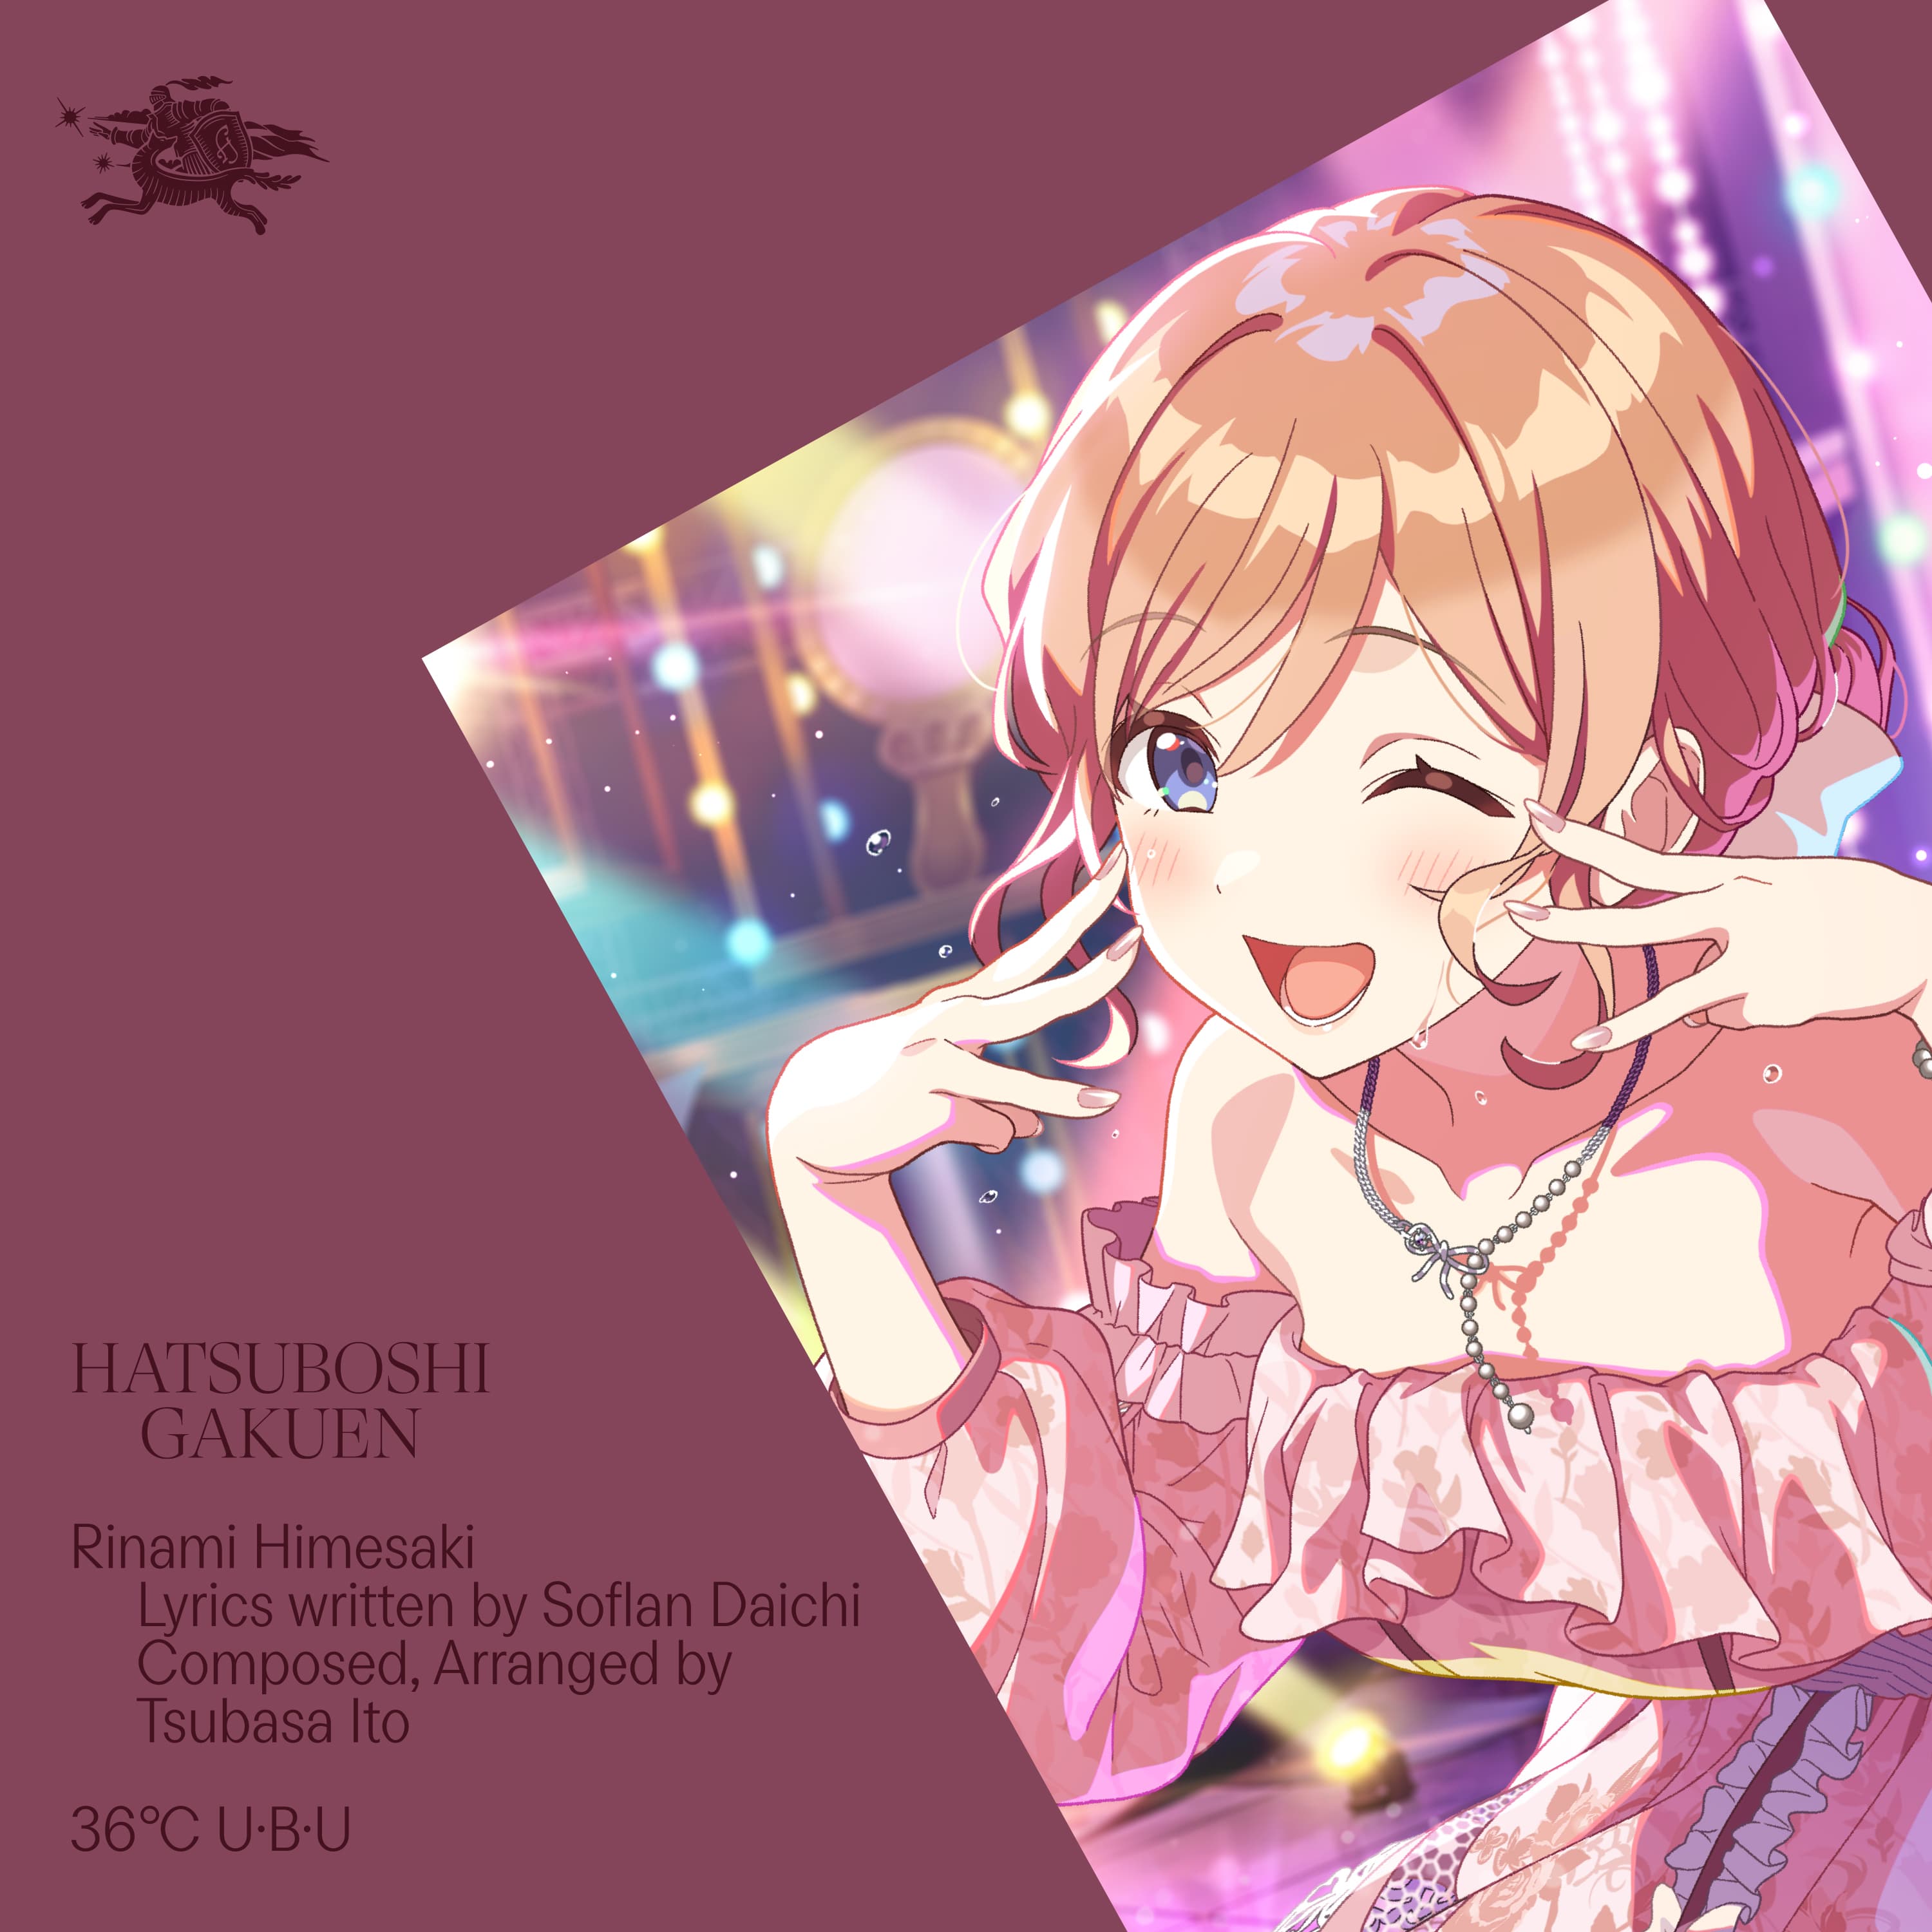 HATSUBOSHI
GAKUEN
Rinami Himesaki
Lyrics written by Soflan Daichi
Composed, Arranged by
Tsubasa Ito
36℃ U·B·U